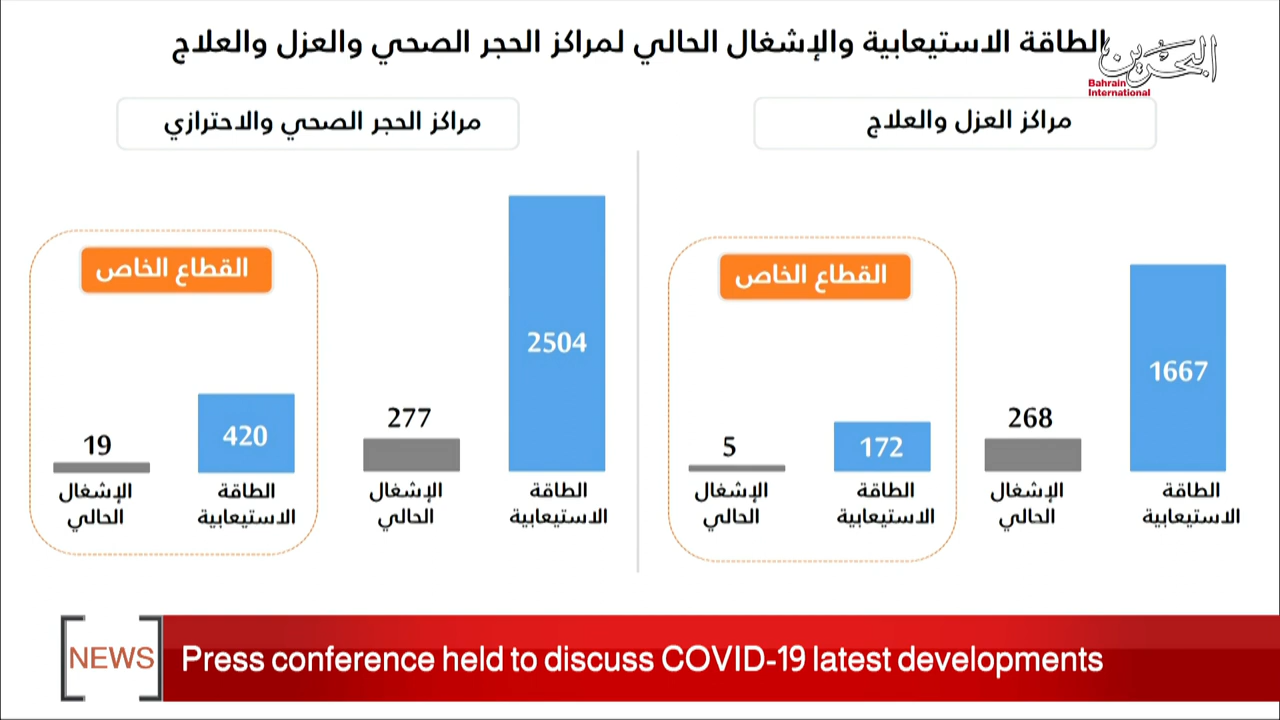 الطاقة الاستيعابية والإشغال الحالي لمراكز الحجر الصحي والعزل والعلاج
البحرين
Bahrain
International
مراكز العزل والعلاج
1667
الطاقة
الاستيعابية
268
الإشغال
الحالي
القطاع الخاص
172
الطاقة
الاستيعابية
5
الإشغال
الحالي
مراكز الحجر الصحي والاحترازي
2504
الطاقة
الاستيعابية
277
الإشغال
الحالي
القطاع الخاص
420
الطاقة
الاستيعابية
19
الإشغال
الحالي
NEWS
Press conference held to discuss COVID-19 latest developments